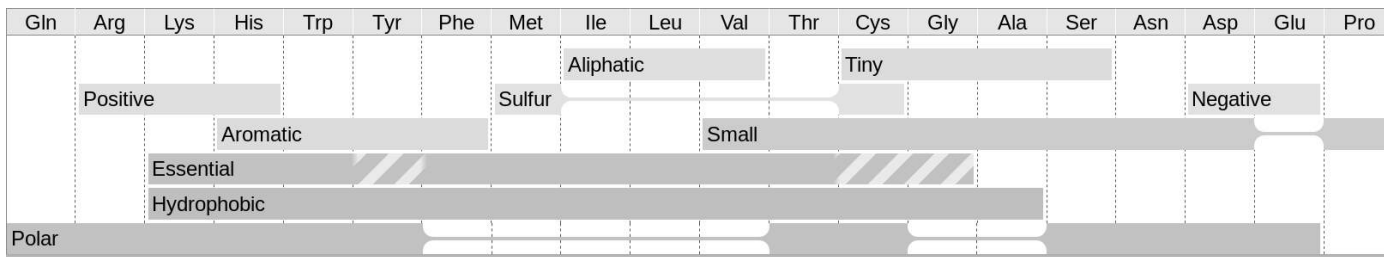 Gln Arg Lys His Trp Tyr Phe Met Ile Leu Val Thr Cys Gly Ala Ser Asn Asp Glu Pro
Aliphatic Tiny
Positive Sulfur Negative
Aromatic Small
Essential
Hydrophobic
Polar